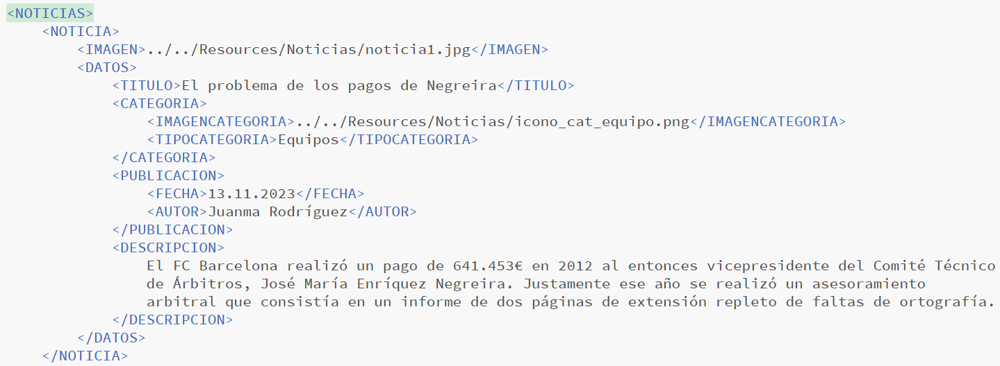 <NOTICIAS>
<NOTICIA>
<IMAGEN>../../Resources/Noticias/noticia1.jpg</IMAGEN>
<DATOS>
<TITULO>El problema de los pagos de Negreira</TITULO>
<CATEGORIA>
<IMAGENCATEGORIA>../../Resources/Noticias/icono_cat_equipo.png</IMAGENCATEGORIA>
<TIPOCATEGORIA>Equipos</TIPOCATEGORIA>
</CATEGORIA>
<PUBLICACION>
<FECHA>13.11.2023</FECHA>
<AUTOR>Juanma Rodríguez</AUTOR>
</PUBLICACION>
<DESCRIPCION>
El FC Barcelona realizó un pago de 641.453€ en 2012 al entonces vicepresidente del Comité Técnico
de Árbitros, José María Enríquez Negreira. Justamente ese año se realizó un asesoramiento
arbitral que consistía en un informe de dos páginas de extensión repleto de faltas de ortografía.
</DESCRIPCION>
</DATOS>
</NOTICIA>